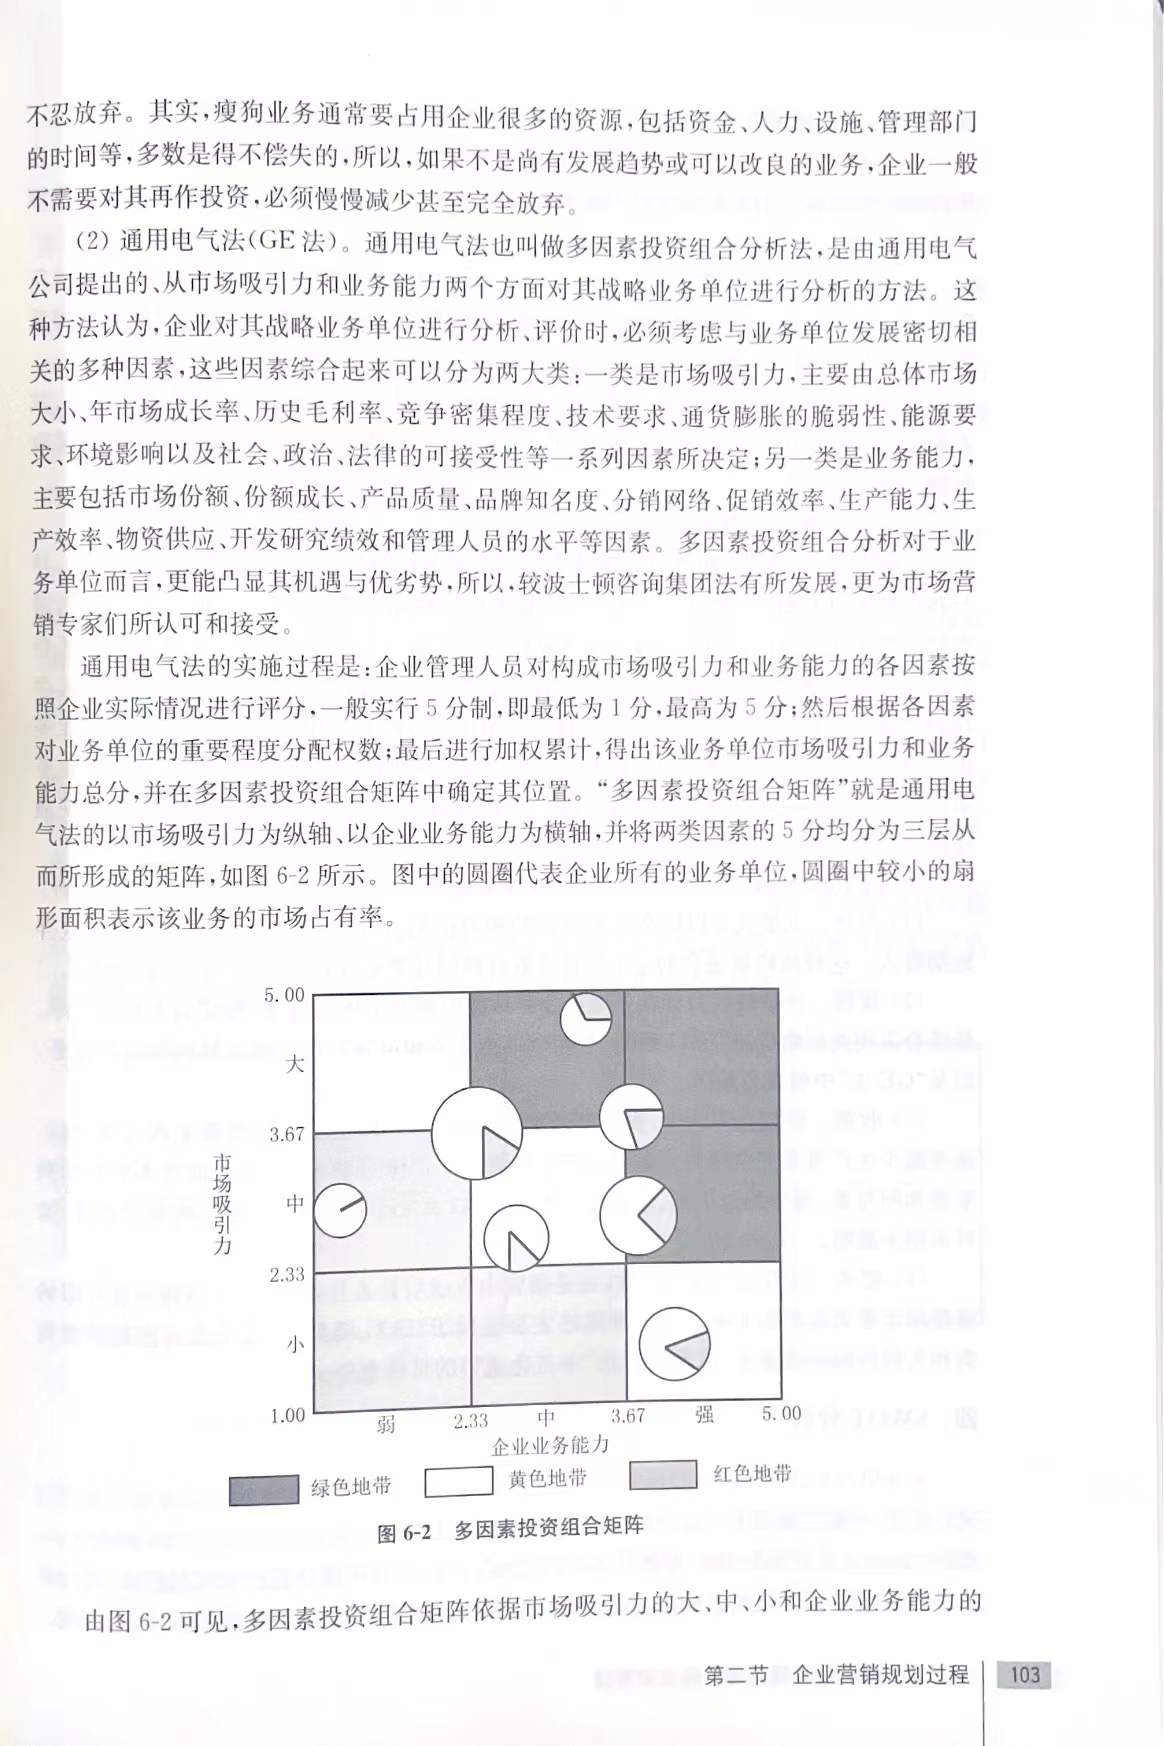 不忍放弃。其实,瘦狗业务通常要占用企业很多的资源,包括资金、人力、设施、管理部门
的时间等,多数是得不偿失的,所以,如果不是尚有发展趋势或可以改良的业务,企业一般
不需要对其再作投资,必须慢慢减少甚至完全放弃。
(2) 通用电气法(GE 法)。通用电气法也叫做多因素投资组合分析法,是由通用电气
公司提出的、从市场吸引力和业务能力两个方面对其战略业务单位进行分析的方法。这
种方法认为,企业对其战略业务单位进行分析、评价时,必须考虑与业务单位发展密切相
关的多种因素,这些因素综合起来可以分为两大类:一类是市场吸引力,主要由总体市场
大小、年市场成长率、历史毛利率、竞争密集程度、技术要求、通货膨胀的脆弱性、能源要
求、环境影响以及社会、政治、法律的可接受性等一系列因素所决定;另一类是业务能力,
主要包括市场份额、份额成长、产品质量、品牌知名度、分销网络、促销效率、生产能力、生
产效率、物资供应、开发研究绩效和管理人员的水平等因素。多因素投资组合分析对于业
务单位而言,更能凸显其机遇与优劣势,所以,较波士顿咨询集团法有所发展,更为市场营
销专家们所认可和接受。
通用电气法的实施过程是:企业管理人员对构成市场吸引力和业务能力的各因素按
照企业实际情况进行评分,一般实行 5 分制,即最低为 1 分,最高为 5 分;然后根据各因素
对业务单位的重要程度分配权数;最后进行加权累计,得出该业务单位市场吸引力和业务
能力总分,并在多因素投资组合矩阵中确定其位置。“多因素投资组合矩阵”就是通用电
气法的以市场吸引力为纵轴、以企业业务能力为横轴,并将两类因素的 5 分均分为三层从
而所形成的矩阵,如图 6-2 所示。图中的圆圈代表企业所有的业务单位,圆圈中较小的扇
形面积表示该业务的市场占有率。
5.00
大
3.67
市场吸引力
中
2.33
小
1.00
弱
2.33
中
3.67
强
5.00
企业业务能力
绿色地带
黄色地带
红色地带
图 6-2 多因素投资组合矩阵
由图 6-2 可见,多因素投资组合矩阵依据市场吸引力的大、中、小和企业业务能力的
第二节 企业营销规划过程 103